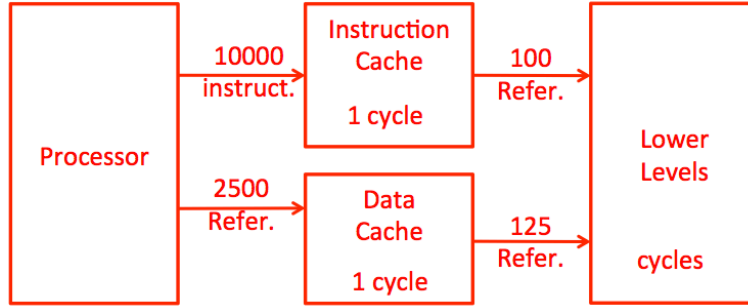 Processor
10000
instruct.
Instruction
Cache
1 cycle
100
Refer.
2500
Refer.
Data
Cache
1 cycle
125
Refer.
Lower
Levels
cycles